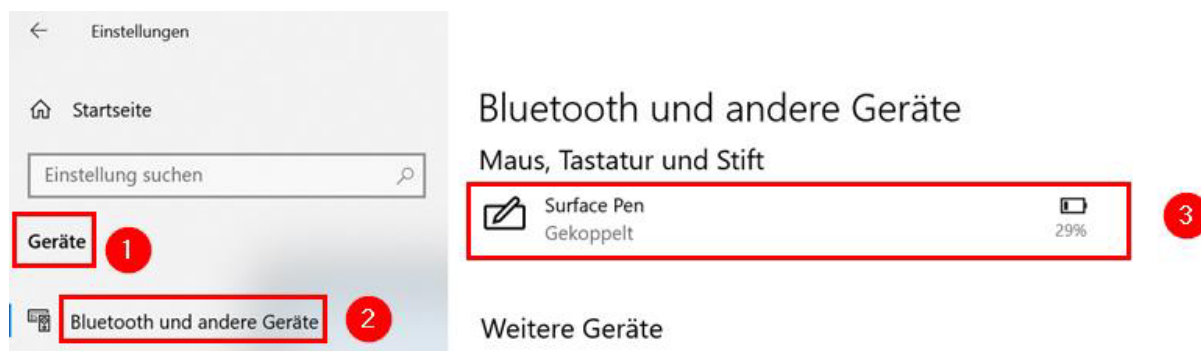 Einstellungen
Startseite
Einstellung suchen
Geräte
1
Bluetooth und andere Geräte
2
Bluetooth und andere Geräte
Maus, Tastatur und Stift
Surface Pen
Gekoppelt
29%
3
Weitere Geräte